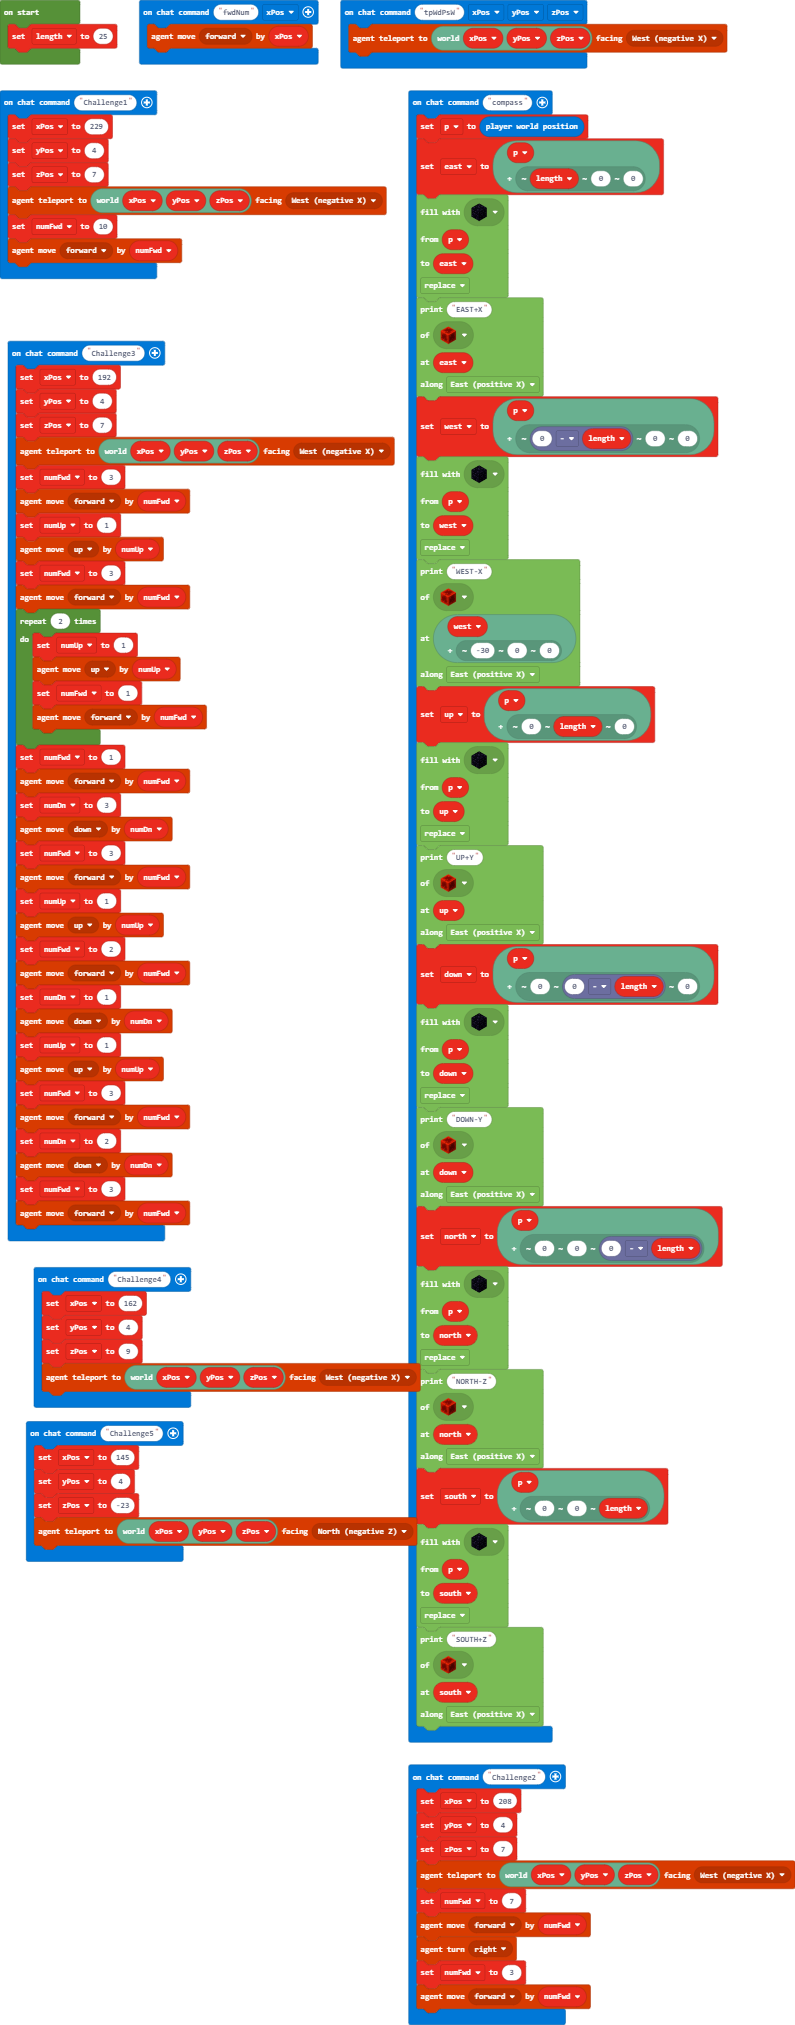 on start
set length to 25
on chat command "fwdNum" xPos
agent move forward by xPos
on chat command "tpWdPsW" xPos yPos zPos
agent teleport to world xPos yPos zPos facing West (negative X)
on chat command "Challenge1"
set xPos to 229
set yPos to 4
set zPos to 7
agent teleport to world xPos yPos zPos facing West (negative X)
set numFwd to 10
agent move forward by numFwd
on chat command "Challenge3"
set xPos to 192
set yPos to 4
set zPos to 7
agent teleport to world xPos yPos zPos facing West (negative X)
set numFwd to 3
agent move forward by numFwd
set numUp to 1
agent move up by numUp
set numFwd to 3
agent move forward by numFwd
repeat 2 times
do
set numUp to 1
agent move up by numUp
set numFwd to 1
agent move forward by numFwd
set numFwd to 1
agent move forward by numFwd
set numDn to 3
agent move down by numDn
set numFwd to 3
agent move forward by numFwd
set numUp to 1
agent move up by numUp
set numFwd to 2
agent move forward by numFwd
set numDn to 1
agent move down by numDn
set numUp to 1
agent move up by numUp
set numFwd to 3
agent move forward by numFwd
set numDn to 2
agent move down by numDn
set numFwd to 3
agent move forward by numFwd
on chat command "Challenge4"
set xPos to 162
set yPos to 4
set zPos to 9
agent teleport to world xPos yPos zPos facing West (negative X)
on chat command "Challenge5"
set xPos to 145
set yPos to 4
set zPos to -23
agent teleport to world xPos yPos zPos facing North (negative Z)
on chat command "compass"
set p to player world position
p
set east to
+ ~ length ~ 0 ~ 0
fill with
from p
to east
replace
print "EAST+X"
of
at east
along East (positive X)
p
set west to
+ ~ 0 - length ~ 0 ~ 0
fill with
from p
to west
replace
print "WEST-X"
of
west
at
+ ~ -30 ~ 0 ~ 0
along East (positive X)
p
set up to
+ ~ 0 ~ length ~ 0
fill with
from p
to up
replace
print "UP+Y"
of
at up
along East (positive X)
p
set down to
+ ~ 0 ~ 0 - length ~ 0
fill with
from p
to down
replace
print "DOWN-Y"
of
at down
along East (positive X)
p
set north to
+ ~ 0 ~ 0 ~ 0 - length
fill with
from p
to north
replace
print "NORTH-Z"
of
at north
along East (positive X)
p
set south to
+ ~ 0 ~ 0 ~ length
fill with
from p
to south
replace
print "SOUTH+Z"
of
at south
along East (positive X)
on chat command "Challenge2"
set xPos to 208
set yPos to 4
set zPos to 7
agent teleport to world xPos yPos zPos facing West (negative X)
set numFwd to 7
agent move forward by numFwd
agent turn right
set numFwd to 3
agent move forward by numFwd